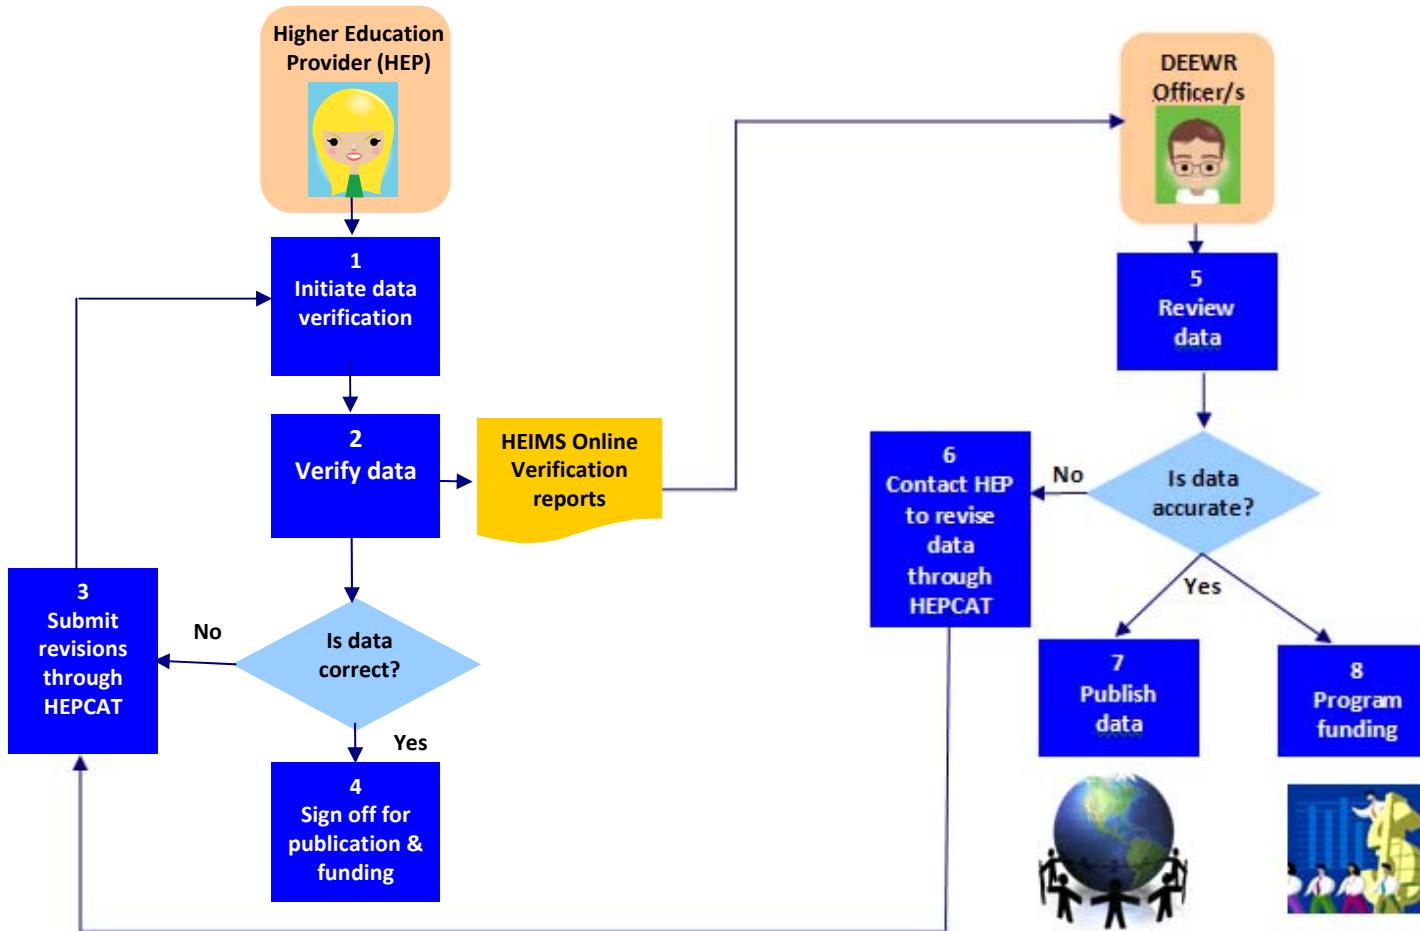 Higher Education
Provider (HEP)
1
Initiate data
verification
2
Verify data
HEIMS Online
Verification
reports
3
Submit
revisions
through
HEPCAT
No
Is data
correct?
Yes
4
Sign off for
publication &
funding
DEEWR
Officer/s
5
Review
data
6
Contact HEP
to revise
data
through
HEPCAT
No
Is data
accurate?
Yes
7
Publish
data
8
Program
funding